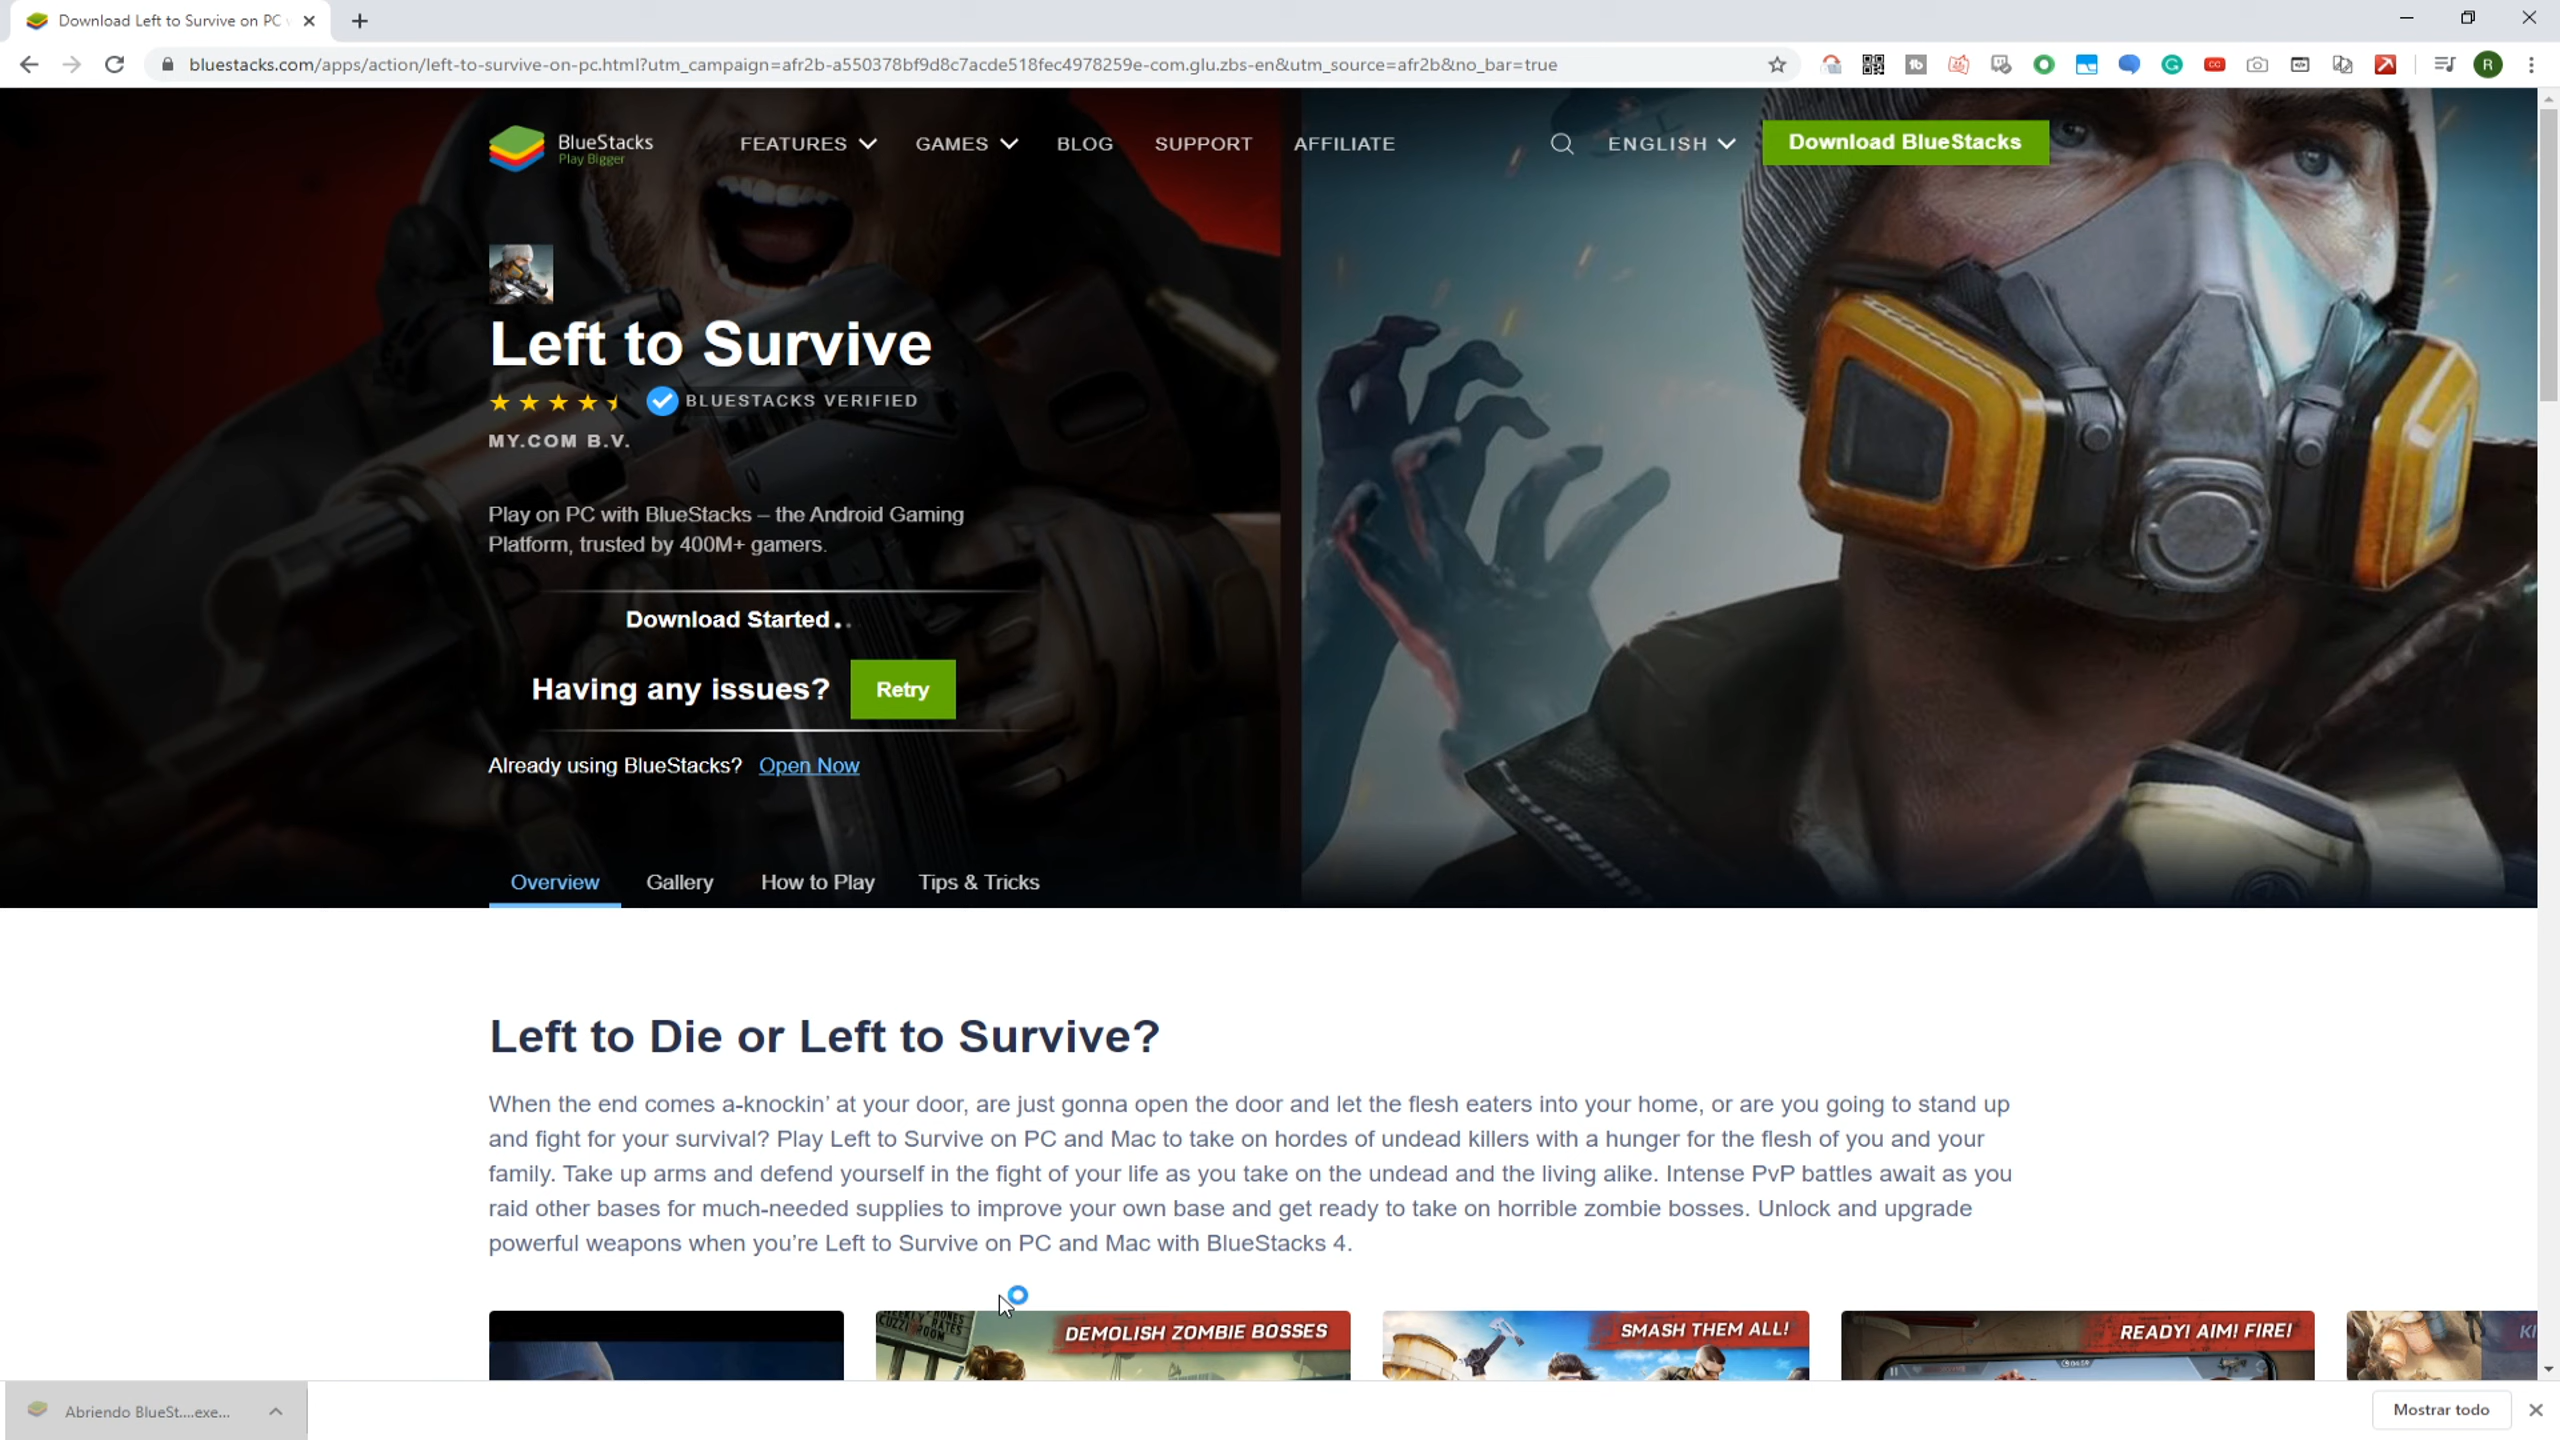 Download Left to Survive on PC
bluestacks.com/apps/action/left-to-survive-on-pc.html?utm_campaign=afr2b-a550378bf9d8c7acde518fec4978259e-com.glu.zbs-en&utm_source=afr2b&no_bar=true
R
BlueStacks
Play Bigger
FEATURES GAMES BLOG SUPPORT AFFILIATE ENGLISH Download BlueStacks
Left to Survive
BLUESTACKS VERIFIED
MY.COM B.V.
Play on PC with BlueStacks – the Android Gaming
Platform, trusted by 400M+ gamers.
Download Started..
Having any issues? Retry
Already using BlueStacks? Open Now
Overview Gallery How to Play Tips & Tricks
Left to Die or Left to Survive?
When the end comes a-knockin’ at your door, are just gonna open the door and let the flesh eaters into your home, or are you going to stand up
and fight for your survival? Play Left to Survive on PC and Mac to take on hordes of undead killers with a hunger for the flesh of you and your
family. Take up arms and defend yourself in the fight of your life as you take on the undead and the living alike. Intense PvP battles await as you
raid other bases for much-needed supplies to improve your own base and get ready to take on horrible zombie bosses. Unlock and upgrade
powerful weapons when you’re Left to Survive on PC and Mac with BlueStacks 4.
DEMOLISH ZOMBIE BOSSES
SMASH THEM ALL!
READY! AIM! FIRE!
Abriendo BlueSt....exe...
Mostrar todo